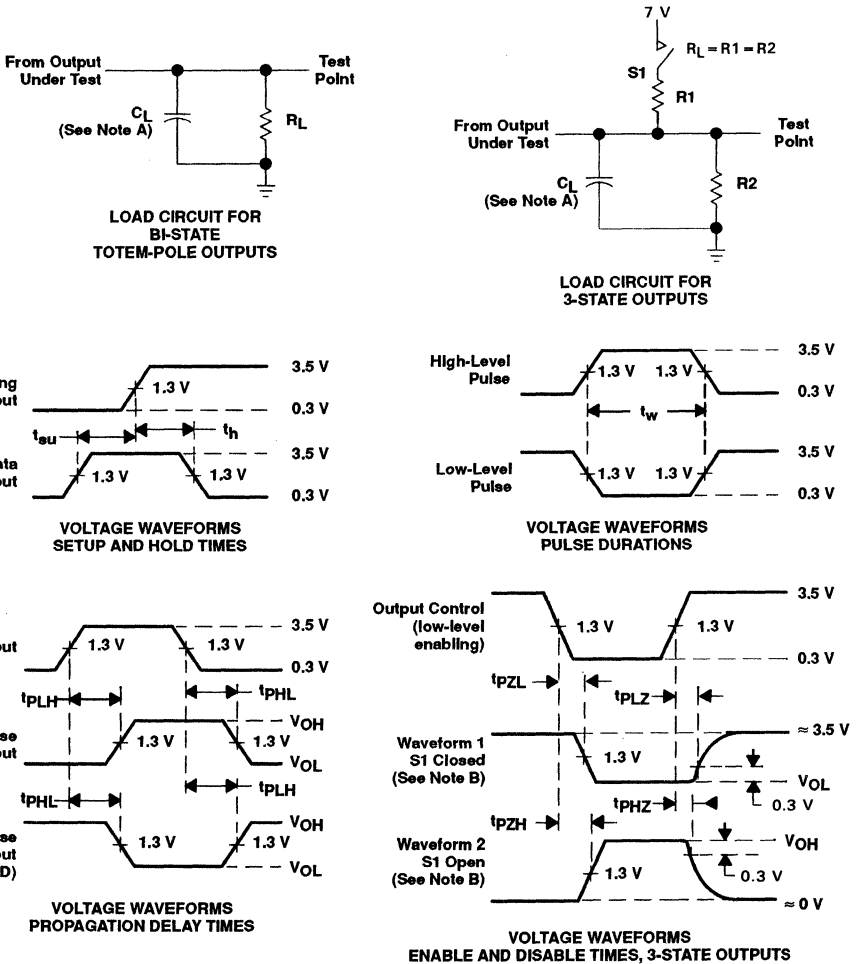 From Output
Under Test
Test
Point
CL
(See Note A)
RL
LOAD CIRCUIT FOR
BI-STATE
TOTEM-POLE OUTPUTS
7 V
RL = R1 = R2
S1
R1
From Output
Under Test
Test
Point
CL
(See Note A)
R2
LOAD CIRCUIT FOR
3-STATE OUTPUTS
3.5 V
1.3 V
0.3 V
tsu
th
3.5 V
1.3 V
1.3 V
0.3 V
VOLTAGE WAVEFORMS
SETUP AND HOLD TIMES
High-Level
Pulse
3.5 V
1.3 V
1.3 V
0.3 V
tw
Low-Level
Pulse
3.5 V
1.3 V
1.3 V
0.3 V
VOLTAGE WAVEFORMS
PULSE DURATIONS
3.5 V
1.3 V
1.3 V
0.3 V
tPLH
tPHL
VOH
1.3 V
1.3 V
VOL
tPHL
tPLH
VOH
1.3 V
1.3 V
VOL
D)
VOLTAGE WAVEFORMS
PROPAGATION DELAY TIMES
Output Control
(low-level
enabling)
3.5 V
1.3 V
1.3 V
0.3 V
tPZL
tPLZ
Waveform 1
S1 Closed
(See Note B)
≈ 3.5 V
1.3 V
VOL
0.3 V
tPZH
tPHZ
Waveform 2
S1 Open
(See Note B)
VOH
1.3 V
0.3 V
≈ 0 V
VOLTAGE WAVEFORMS
ENABLE AND DISABLE TIMES, 3-STATE OUTPUTS